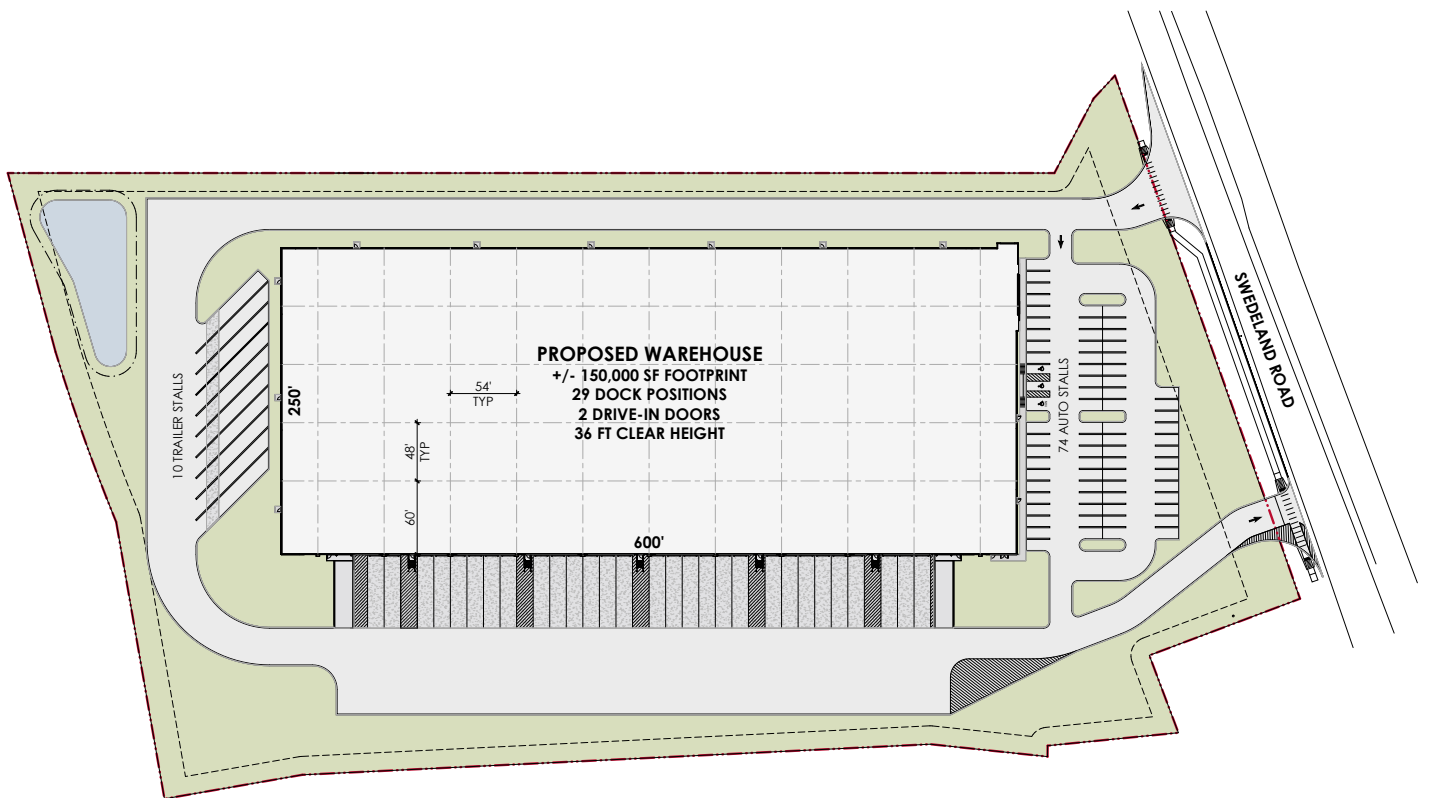 SWEDELAND ROAD
PROPOSED WAREHOUSE
+/- 150,000 SF FOOTPRINT
29 DOCK POSITIONS
2 DRIVE-IN DOORS
36 FT CLEAR HEIGHT
54'
TYP
250'
10 TRAILER STALLS
74 AUTO STALLS
48'
TYP
60'
600'